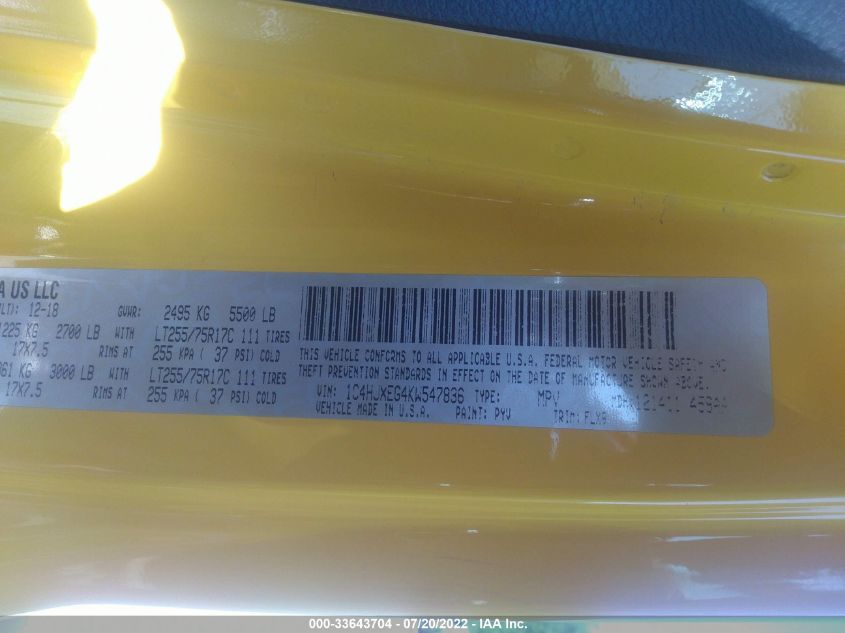 A US LLC
LT): 12-18 GVWR: 2495 KG 5500 LB
1225 KG 2700 LB WITH LT255/75R17C 111 TIRES
17X7.5 RIMS AT 255 KPA ( 37 PSI) COLD
361 KG 3000 LB WITH LT255/75R17C 111 TIRES
17X7.5 RIMS AT 255 KPA ( 37 PSI) COLD
THIS VEHICLE CONFORMS TO ALL APPLICABLE U.S.A. FEDERAL MOTOR VEHICLE SAFETY AND
THEFT PREVENTION STANDARDS IN EFFECT ON THE DATE OF MANUFACTURE SHOWN ABOVE.
VIN: 1C4HJXEG4KW547836 TYPE: MPV MDH: 121411
VEHICLE MADE IN U.S.A. PAINT: PYV TRIM: FLX9
000-33643704 - 07/20/2022 - IAA Inc.